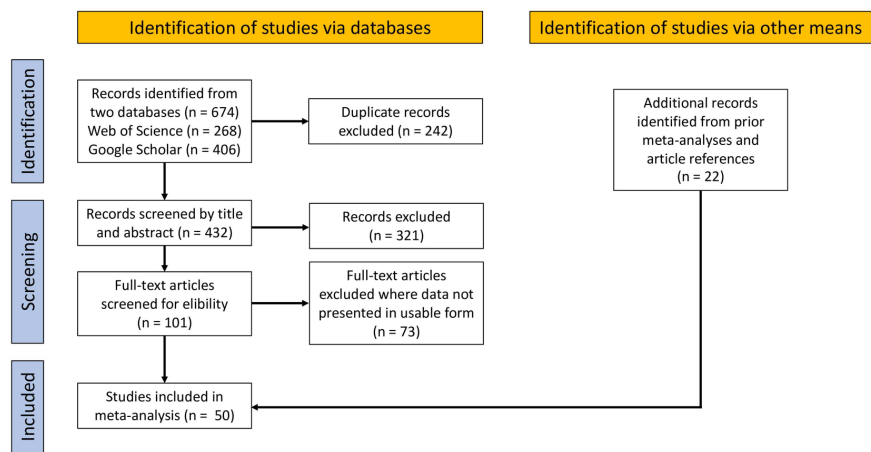 Identification of studies via databases
Identification of studies via other means
Identification
Records identified from
two databases (n = 674)
Web of Science (n = 268)
Google Scholar (n = 406)
Duplicate records
excluded (n = 242)
Additional records
identified from prior
meta-analyses and
article references
(n = 22)
Screening
Records screened by title
and abstract (n = 432)
Records excluded
(n = 321)
Full-text articles
screened for elibility
(n = 101)
Full-text articles
excluded where data not
presented in usable form
(n = 73)
Included
Studies included in
meta-analysis (n = 50)